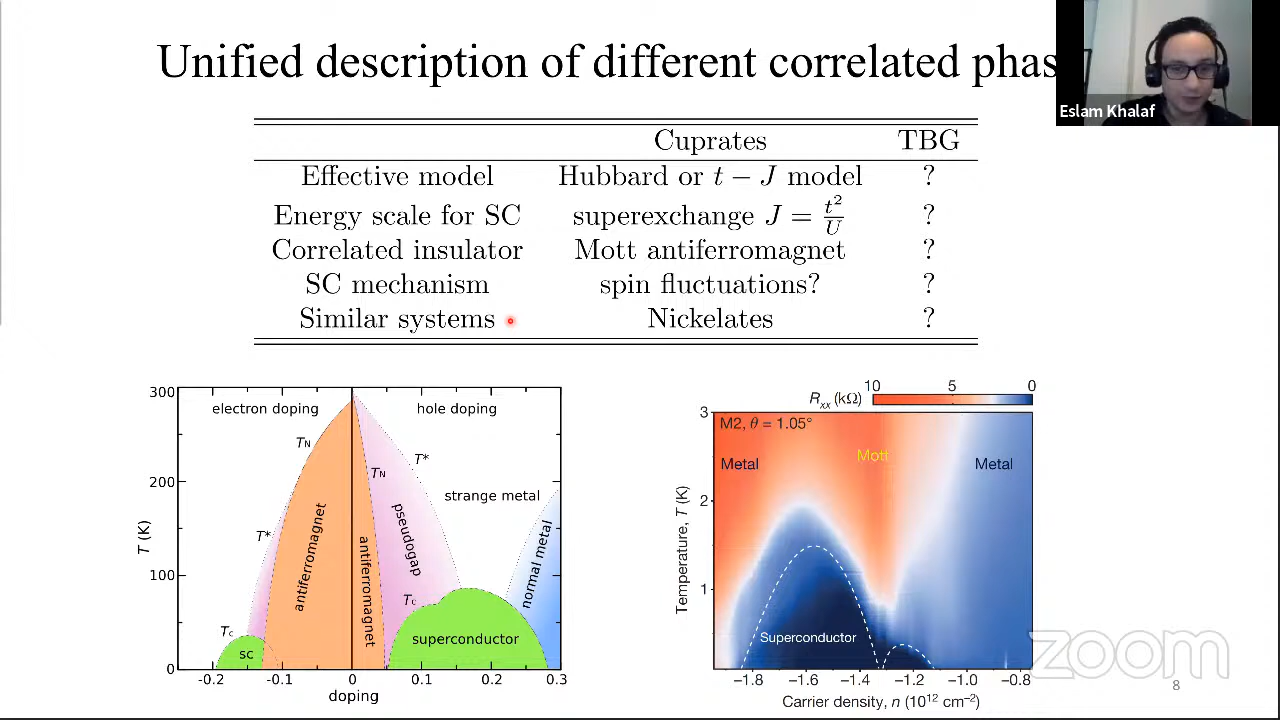 Unified description of different correlated phas
Eslam Khalaf
Cuprates TBG
Effective model Hubbard or t − J model ?
Energy scale for SC superexchange J = t²/U ?
Correlated insulator Mott antiferromagnet ?
SC mechanism spin fluctuations? ?
Similar systems Nickelates ?
300
200
100
0
T (K)
electron doping
hole doping
TN
T*
TN
strange metal
T*
antiferromagnet
antiferromagnet
pseudogap
normal metal
Tc
Tc
sc
superconductor
-0.2 -0.1 0 0.1 0.2 0.3
doping
10 5 0
Rxx (kΩ)
M2, θ = 1.05°
Metal
Mott
Metal
3
2
1
Temperature, T (K)
Superconductor
−1.8 −1.6 −1.4 −1.2 −1.0 −0.8
Carrier density, n (10¹² cm⁻²)
zoom
8